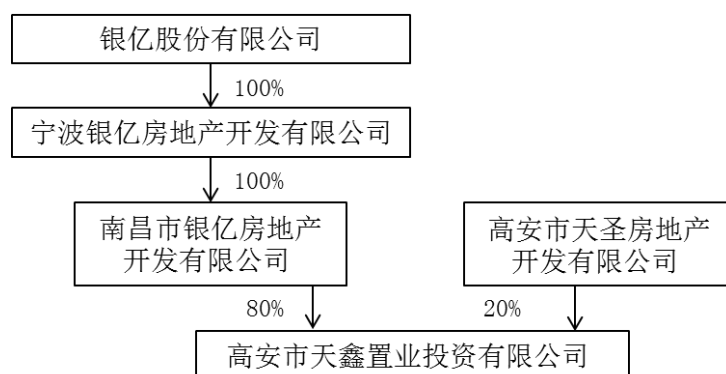 银亿股份有限公司
100%
宁波银亿房地产开发有限公司
100%
南昌市银亿房地产
开发有限公司
高安市天圣房地产
开发有限公司
80%
20%
高安市天鑫置业投资有限公司